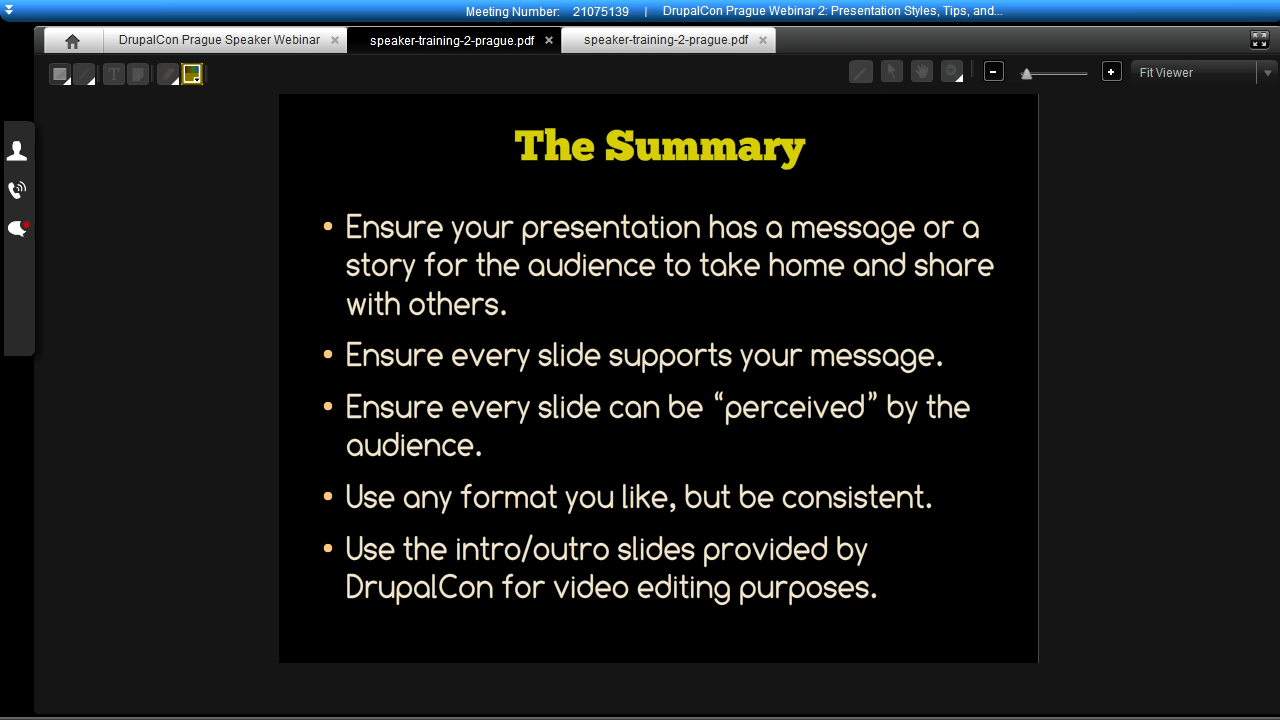 Meeting Number: 21075139 | DrupalCon Prague Webinar 2: Presentation Styles, Tips, and...
DrupalCon Prague Speaker Webinar × speaker-training-2-prague.pdf × speaker-training-2-prague.pdf ×
T Fit Viewer
The Summary
• Ensure your presentation has a message or a
story for the audience to take home and share
with others.
• Ensure every slide supports your message.
• Ensure every slide can be “perceived” by the
audience.
• Use any format you like, but be consistent.
• Use the intro/outro slides provided by
DrupalCon for video editing purposes.